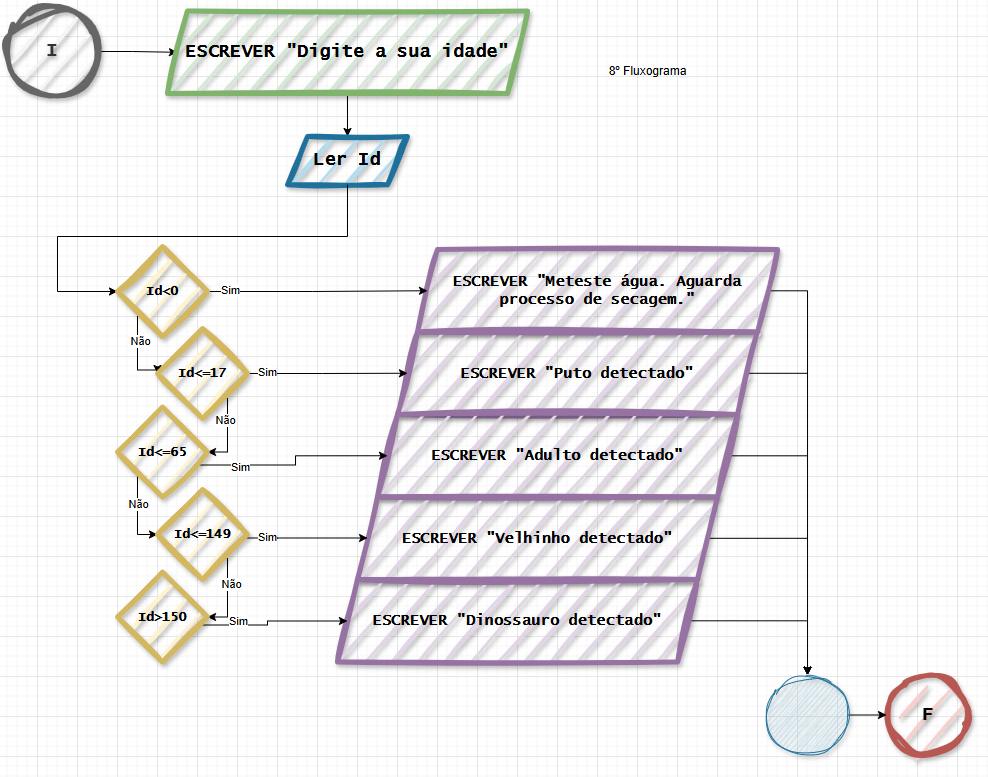 I
ESCREVER "Digite a sua idade"
8º Fluxograma
Ler Id
Id<0
Sim
ESCREVER "Meteste água. Aguarda
processo de secagem."
Não
Id<=17
Sim
ESCREVER "Puto detectado"
Não
Id<=65
Sim
ESCREVER "Adulto detectado"
Não
Id<=149
Sim
ESCREVER "Velhinho detectado"
Não
Id>150
Sim
ESCREVER "Dinossauro detectado"
F